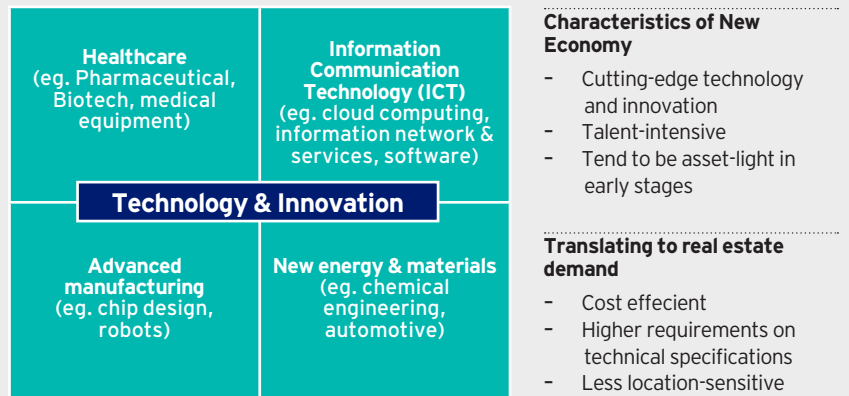 Healthcare
(eg. Pharmaceutical,
Biotech, medical
equipment)
Information
Communication
Technology (ICT)
(eg. cloud computing,
information network &
services, software)
Technology & Innovation
Advanced
manufacturing
(eg. chip design,
robots)
New energy & materials
(eg. chemical
engineering,
automotive)
Characteristics of New
Economy
- Cutting-edge technology
and innovation
- Talent-intensive
- Tend to be asset-light in
early stages
Translating to real estate
demand
- Cost effecient
- Higher requirements on
technical specifications
- Less location-sensitive